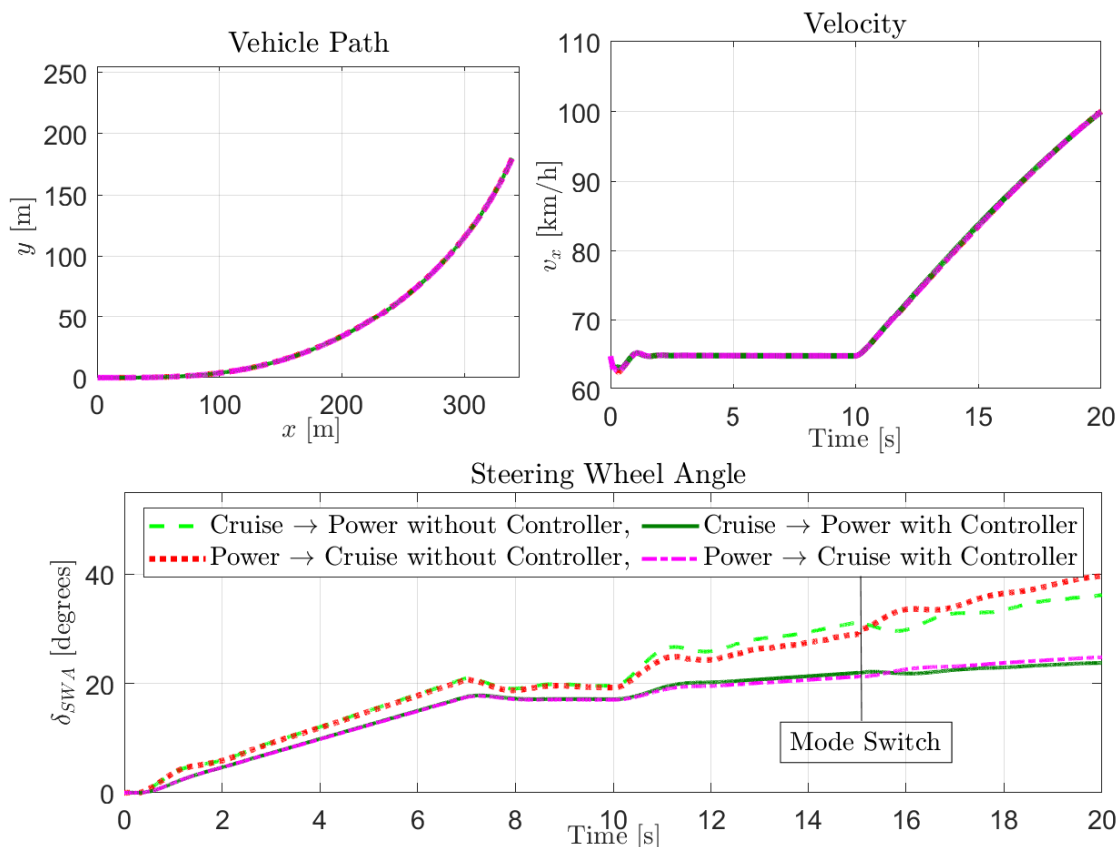 Vehicle Path
250
200
150
100
50
0
y [m]
0 100 200 300
x [m]
Velocity
110
100
90
80
70
60
v_x [km/h]
0 5 10 15 20
Time [s]
Steering Wheel Angle
Cruise → Power without Controller,
Cruise → Power with Controller
Power → Cruise without Controller,
Power → Cruise with Controller
40
20
0
δ_SWA [degrees]
Mode Switch
0 2 4 6 8 10 12 14 16 18 20
Time [s]